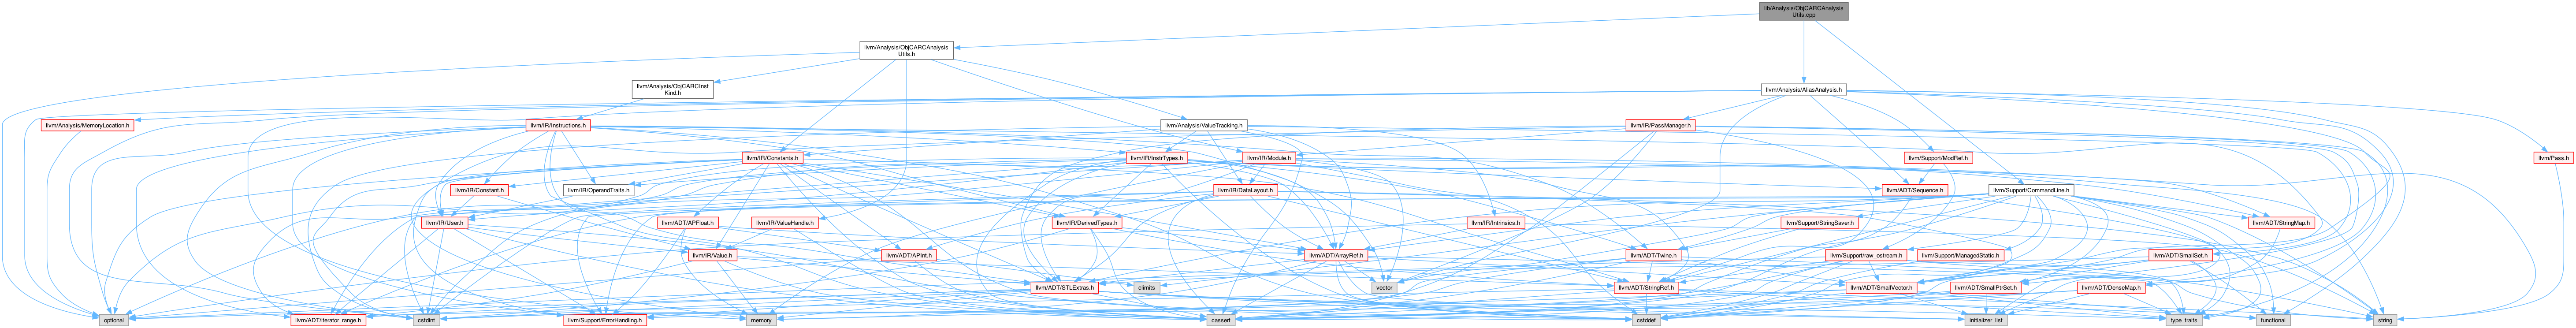 lib/Analysis/ObjCARCAnalysis
Utils.cpp
llvm/Analysis/ObjCARCAnalysis
Utils.h
llvm/Analysis/ObjCARCInst
Kind.h
llvm/Analysis/AliasAnalysis.h
llvm/Analysis/MemoryLocation.h
llvm/IR/Instructions.h
llvm/Analysis/ValueTracking.h
llvm/IR/PassManager.h
llvm/IR/Constants.h
llvm/IR/InstrTypes.h
llvm/IR/Module.h
llvm/Support/ModRef.h
llvm/Pass.h
llvm/IR/Constant.h
llvm/IR/OperandTraits.h
llvm/IR/DataLayout.h
llvm/ADT/Sequence.h
llvm/Support/CommandLine.h
llvm/IR/User.h
llvm/ADT/APFloat.h
llvm/IR/ValueHandle.h
llvm/IR/DerivedTypes.h
llvm/IR/Intrinsics.h
llvm/Support/StringSaver.h
llvm/ADT/StringMap.h
llvm/IR/Value.h
llvm/ADT/APInt.h
llvm/ADT/ArrayRef.h
llvm/ADT/Twine.h
llvm/Support/raw_ostream.h
llvm/Support/ManagedStatic.h
llvm/ADT/SmallSet.h
llvm/ADT/STLExtras.h
climits
vector
llvm/ADT/StringRef.h
llvm/ADT/SmallVector.h
llvm/ADT/SmallPtrSet.h
llvm/ADT/DenseMap.h
optional
llvm/ADT/iterator_range.h
cstdint
llvm/Support/ErrorHandling.h
memory
cassert
cstddef
initializer_list
type_traits
functional
string